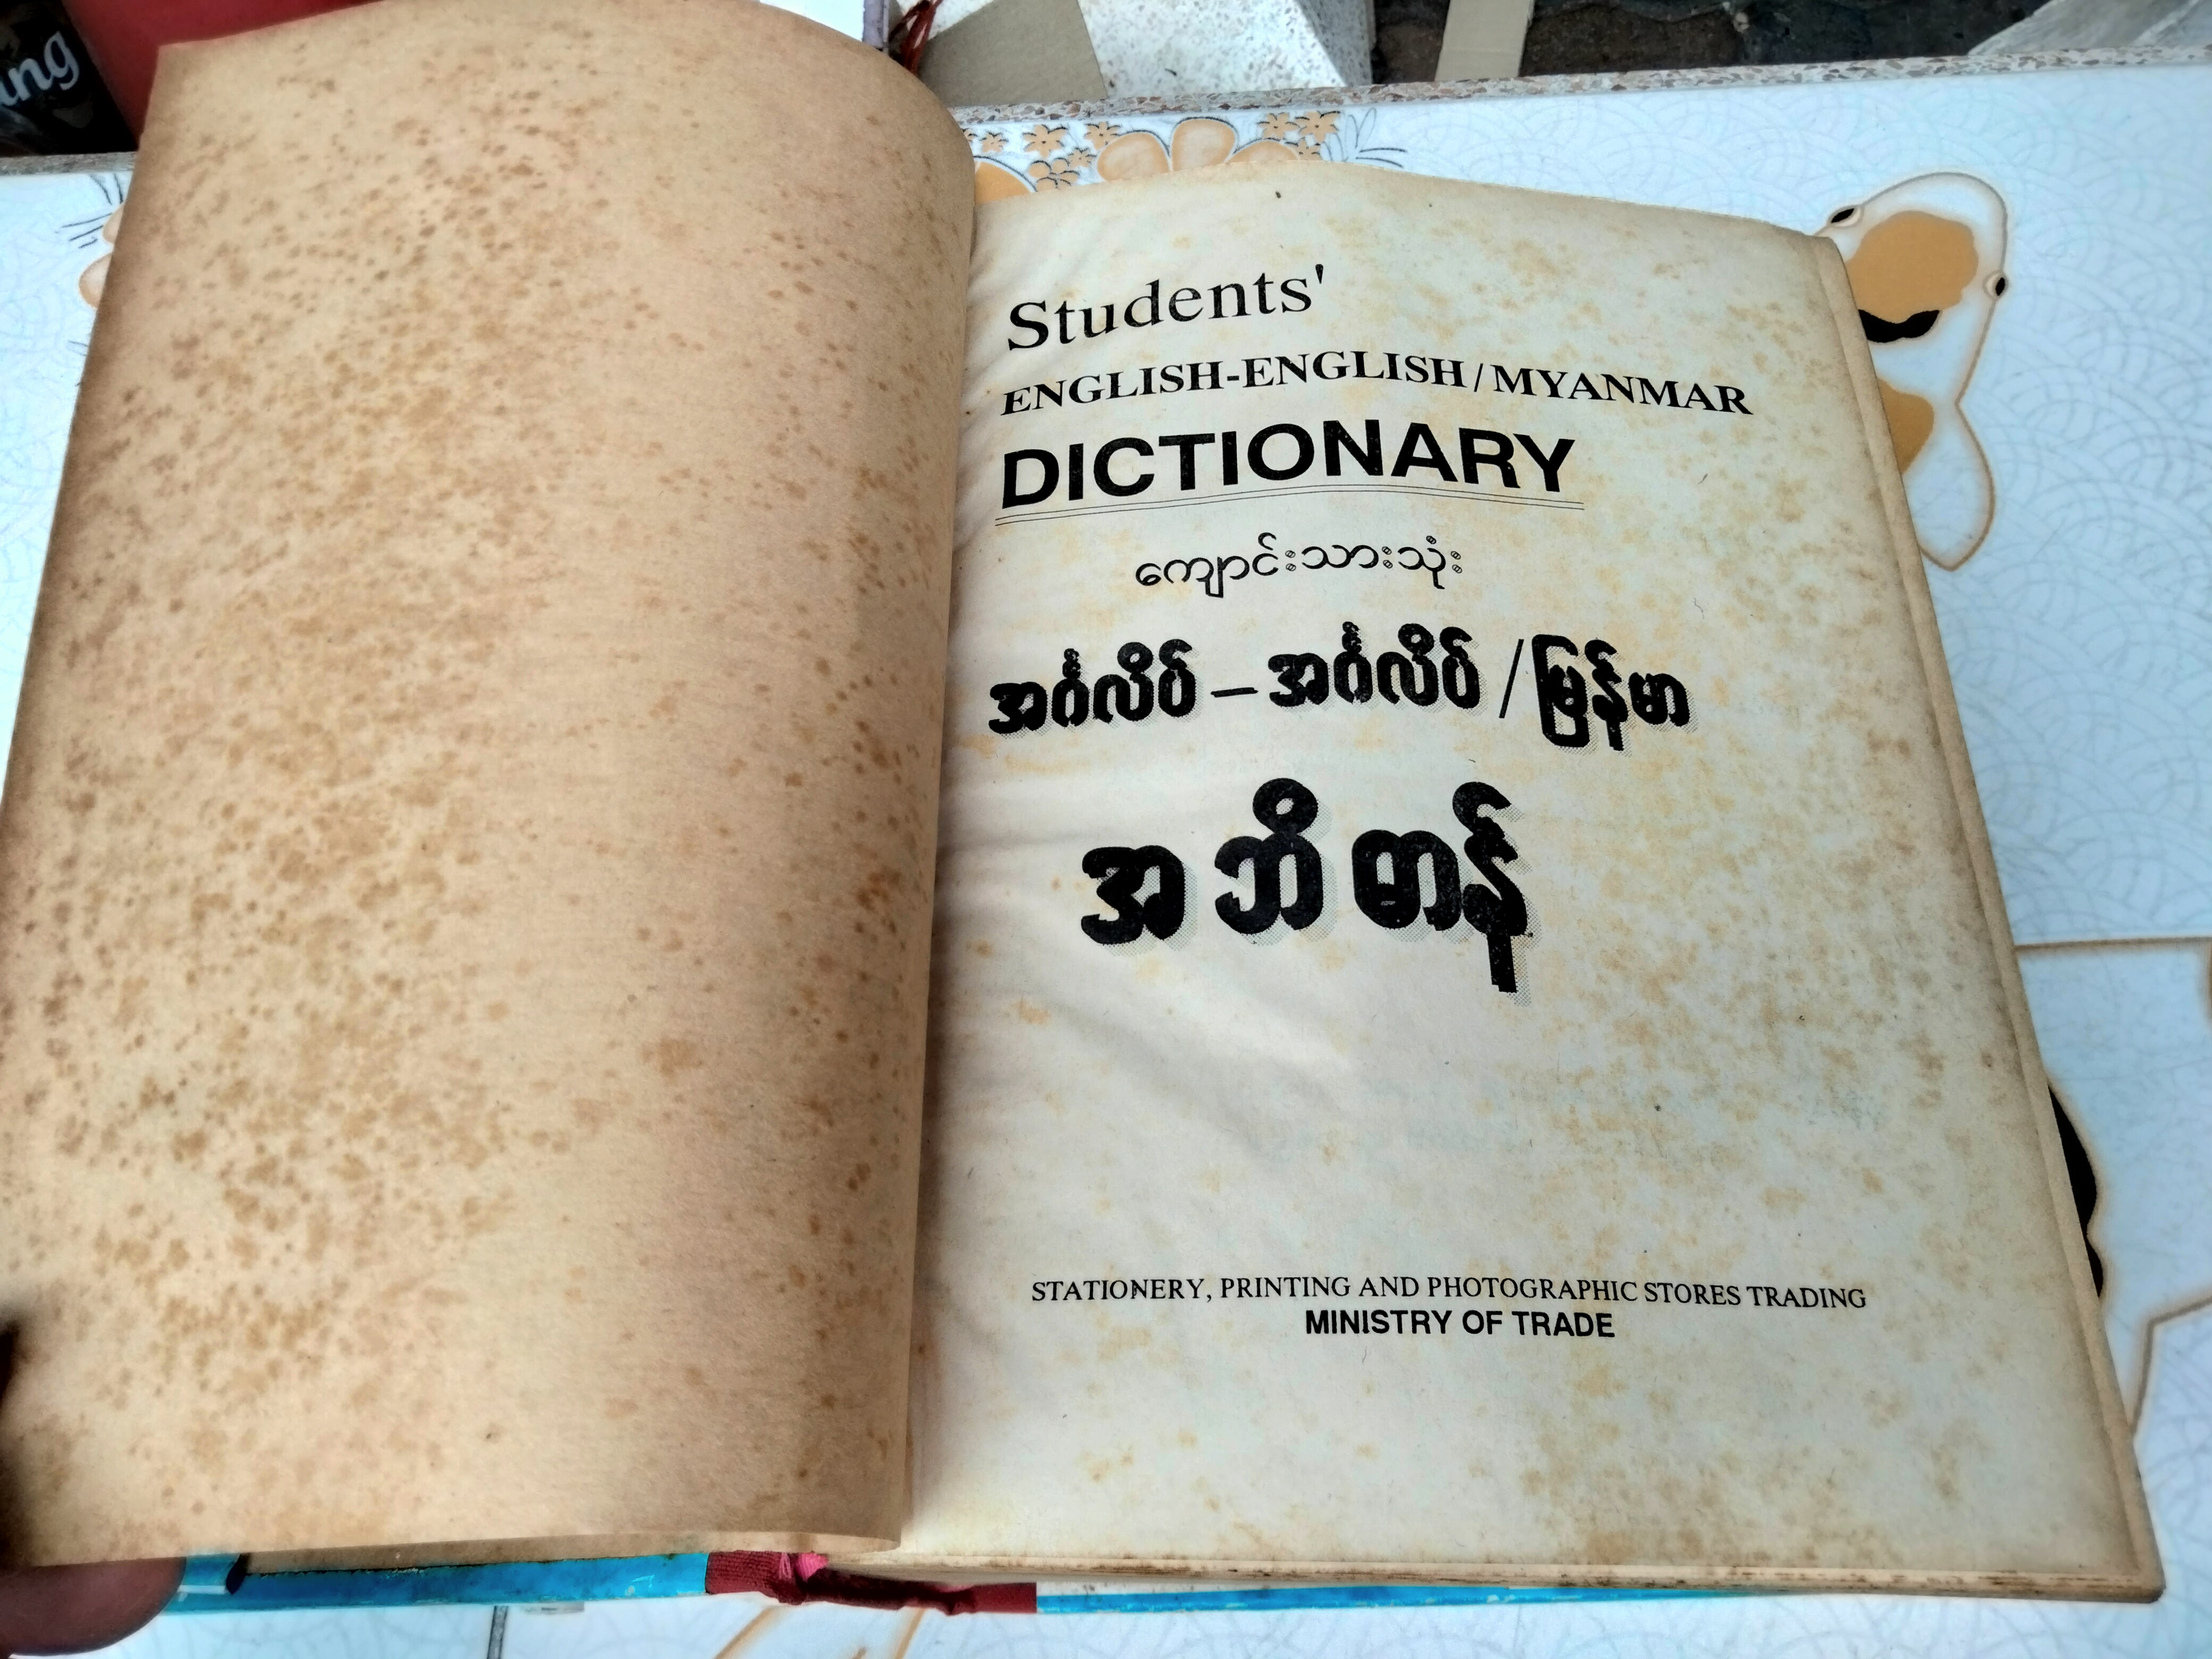 Students'
ENGLISH-ENGLISH/MYANMAR
DICTIONARY
ကျောင်းသားသုံး
အင်္ဂလိပ် – အင်္ဂလိပ် / မြန်မာ
အဘိဓာန်
STATIONERY, PRINTING AND PHOTOGRAPHIC STORES TRADING
MINISTRY OF TRADE